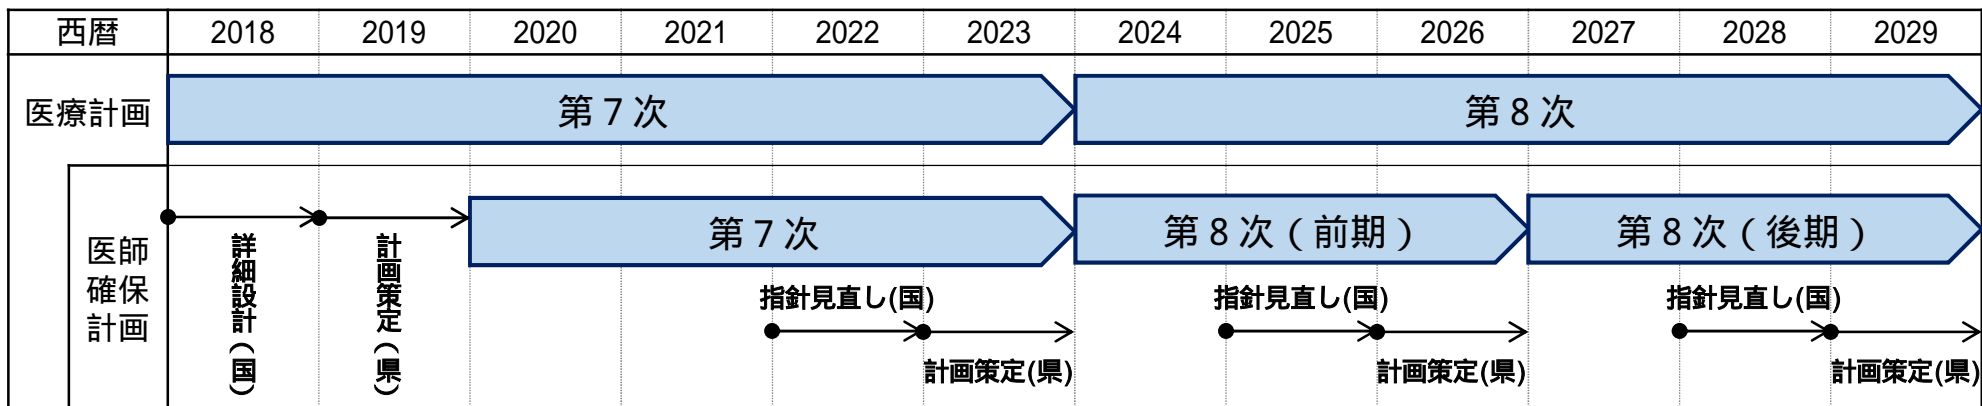 西暦 2018 2019 2020 2021 2022 2023 2024 2025 2026 2027 2028 2029
医療計画
第７次
第８次
医師
確保
計画
詳細設計（国）
計画策定（県）
第７次
第８次（前期）
第８次（後期）
指針見直し(国)
計画策定(県)
指針見直し(国)
計画策定(県)
指針見直し(国)
計画策定(県)